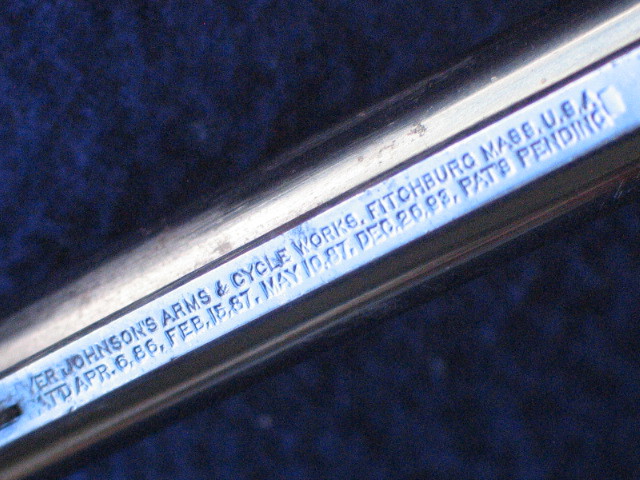 VER JOHNSON'S ARMS & CYCLE WORKS. FITCHBURG MASS. U.S.A.
AT'D APR. 6, 86, FEB. 15, 87, MAY 10, 87, DEC. 26, 93, PAT'S PENDING